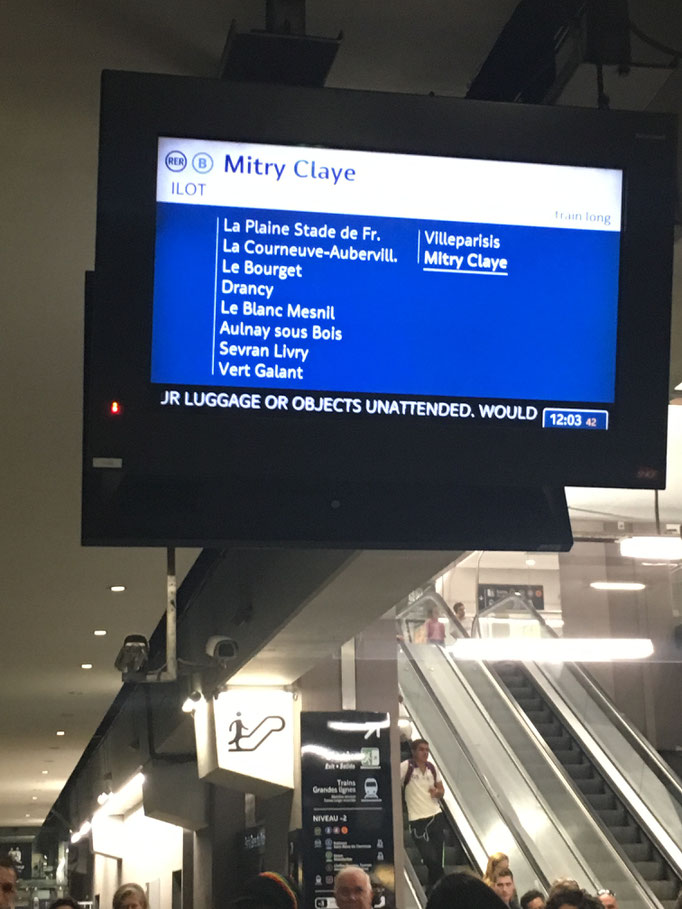 RER B Mitry Claye
ILOT
train long
La Plaine Stade de Fr.
La Courneuve-Aubervill.
Le Bourget
Drancy
Le Blanc Mesnil
Aulnay sous Bois
Sevran Livry
Vert Galant
Villeparisis
Mitry Claye
JR LUGGAGE OR OBJECTS UNATTENDED. WOULD
12:03 42
Exit • Salida
Trains
Grandes lignes
NIVEAU -2